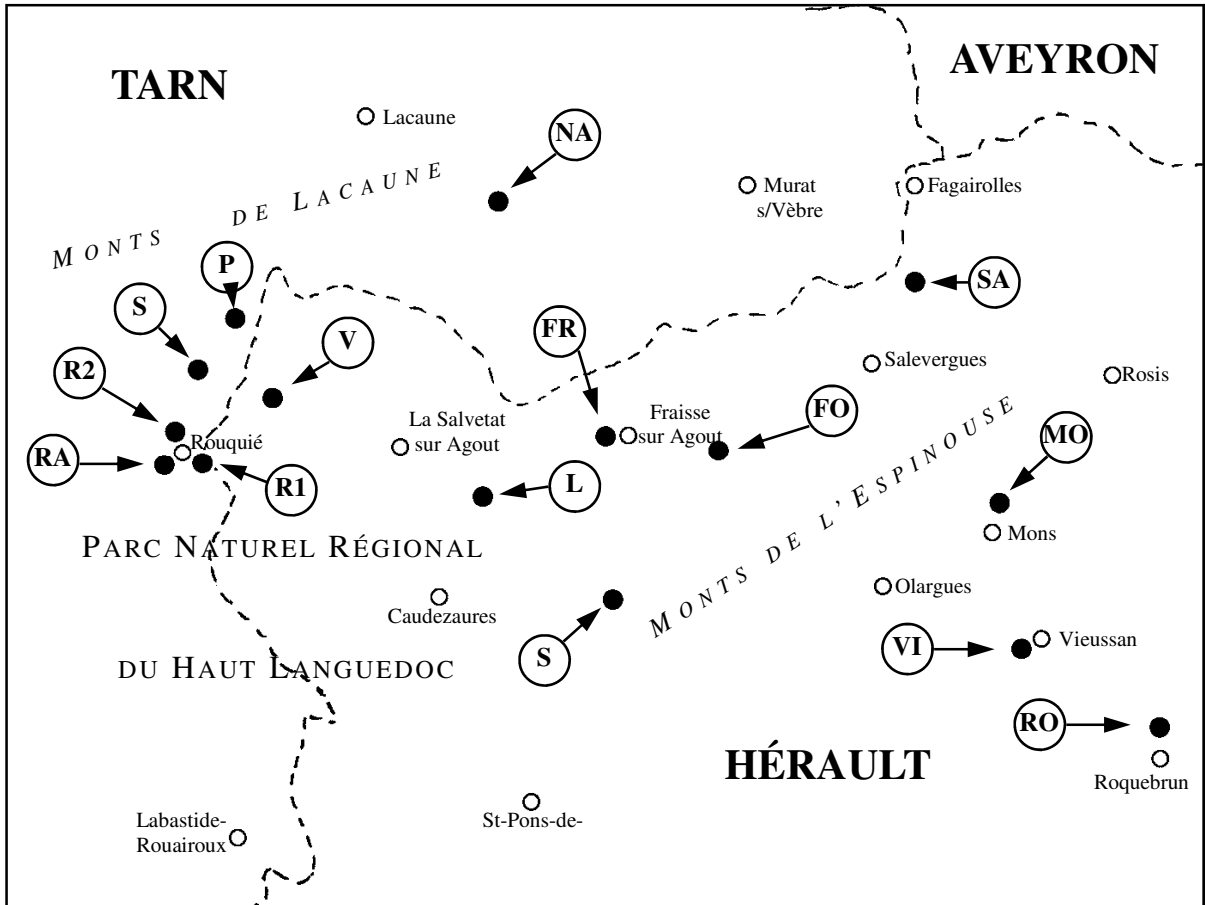 TARN
AVEYRON
Lacaune
NA
MONTS DE LACAUNE
Murat
s/Vèbre
Fagairolles
P
S
SA
FR
V
R2
Salevergues
Rosis
La Salvetat
sur Agout
Fraisse
sur Agout
FO
MO
Rouquié
RA
R1
L
MONTS DE L'ESPINOUSE
PARC NATUREL RÉGIONAL
Mons
Caudezaures
Olargues
S
VI
Vieussan
DU HAUT LANGUEDOC
RO
HÉRAULT
Roquebrun
Labastide-
Rouairoux
St-Pons-de-